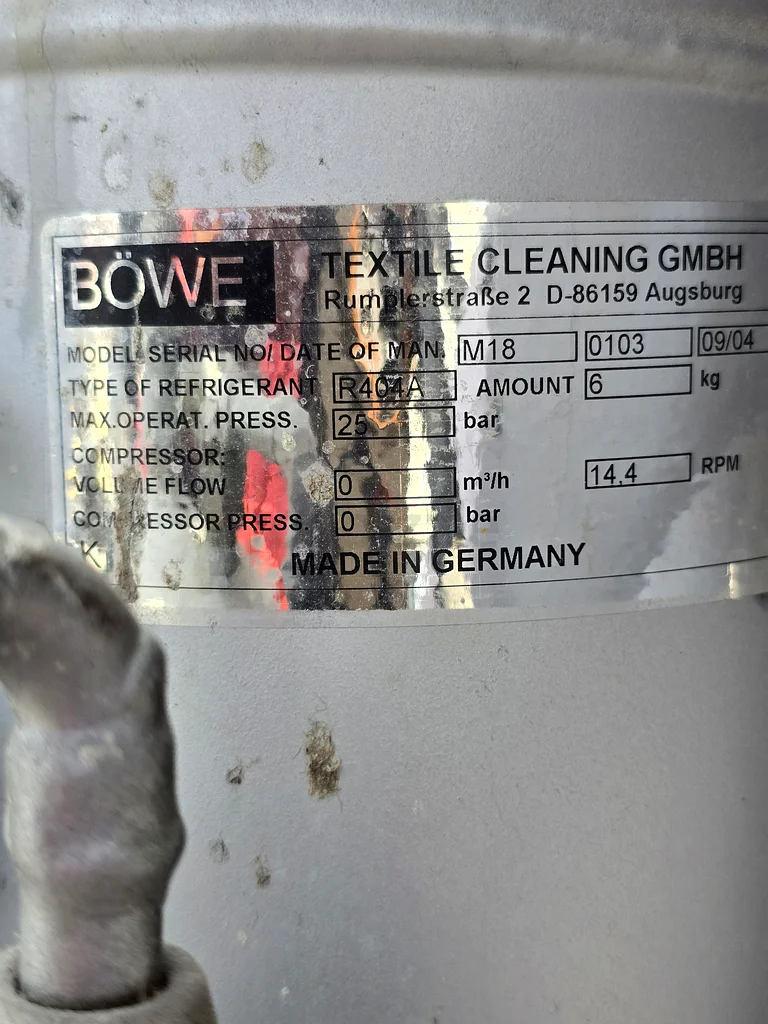 BÖWE
TEXTILE CLEANING GMBH
Rumplerstraße 2 D-86159 Augsburg
MODEL SERIAL NO/ DATE OF MAN. M18 0103 09/04
TYPE OF REFRIGERANT R404A AMOUNT 6 kg
MAX.OPERAT. PRESS. 25 bar
COMPRESSOR:
VOLUME FLOW 0 m³/h 14,4 RPM
COMPRESSOR PRESS. 0 bar
K
MADE IN GERMANY